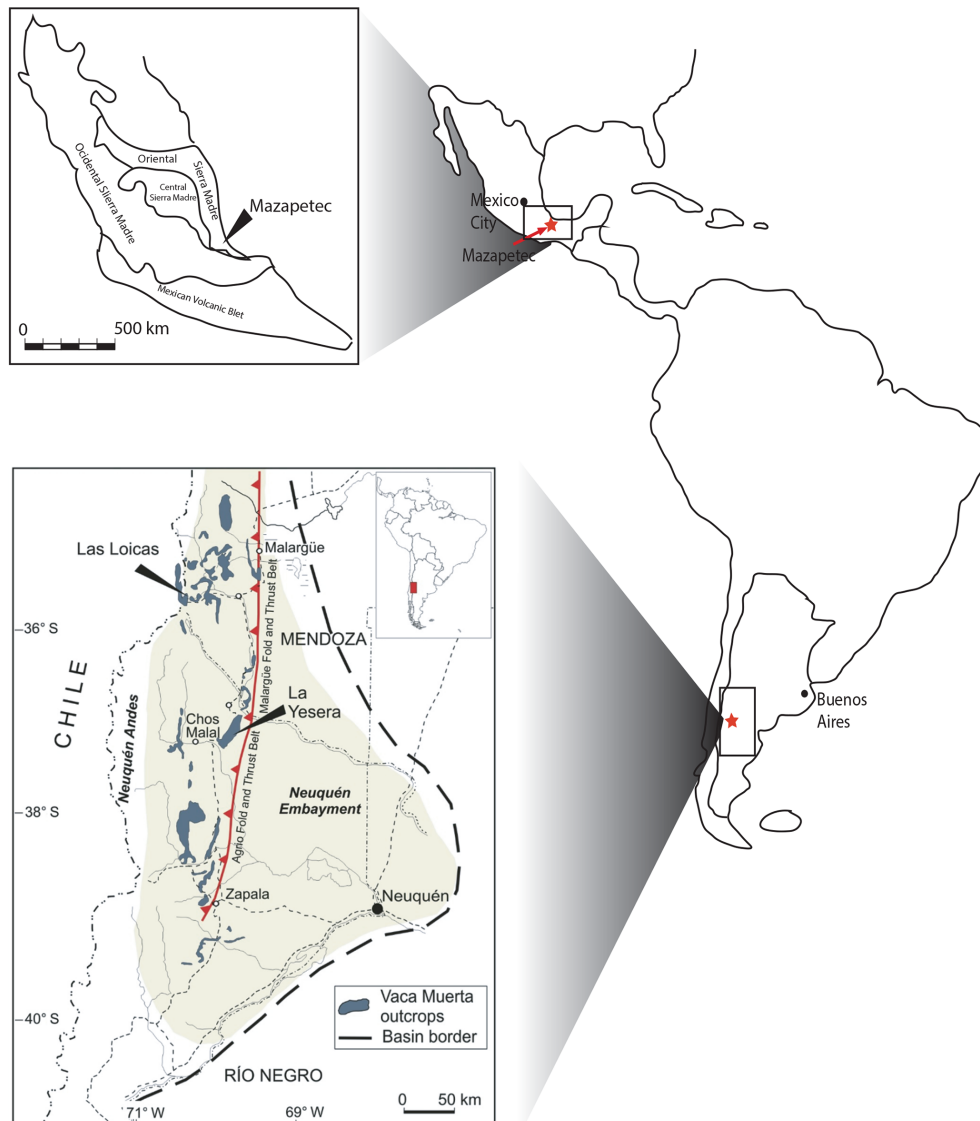 Oriental
Sierra Madre
Central
Sierra Madre
Ocidental Slierra Madre
Mazapetec
Mexican Volcanic Blet
0 500 km
Mexico
City
Mazapetec
Buenos
Aires
Las Loicas
Malargüe
36° S
MENDOZA
Malargüe Fold and Thrust Belt
La
Yesera
CHILE
Neuquén Andes
Chos
Malal
Agrio Fold and Thrust Belt
38° S
Neuquén
Embayment
Zapala
Neuquén
Vaca Muerta
outcrops
Basin border
40° S
RÍO NEGRO
0 50 km
71° W 69° W